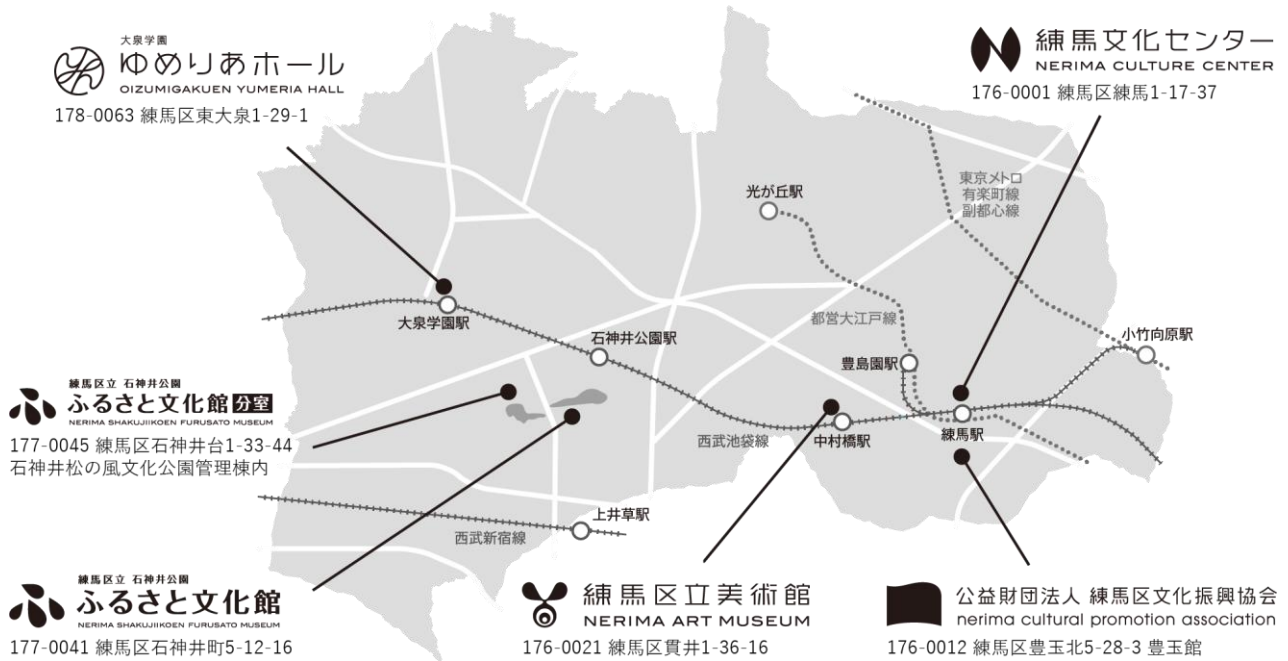 大泉学園
ゆめりあホール
OIZUMIGAKUEN YUMERIA HALL
178-0063 練馬区東大泉1-29-1
練馬文化センター
NERIMA CULTURE CENTER
176-0001 練馬区練馬1-17-37
東京メトロ
有楽町線
副都心線
光が丘駅
大泉学園駅
都営大江戸線
石神井公園駅
小竹向原駅
豊島園駅
練馬区立 石神井公園
ふるさと文化館 分室
NERIMA SHAKUJIIKOEN FURUSATO MUSEUM
177-0045 練馬区石神井台1-33-44
石神井松の風文化公園管理棟内
西武池袋線
中村橋駅
練馬駅
上井草駅
西武新宿線
練馬区立 石神井公園
ふるさと文化館
NERIMA SHAKUJIIKOEN FURUSATO MUSEUM
177-0041 練馬区石神井町5-12-16
練馬区立美術館
NERIMA ART MUSEUM
176-0021 練馬区貫井1-36-16
公益財団法人 練馬区文化振興協会
nerima cultural promotion association
176-0012 練馬区豊玉北5-28-3 豊玉館